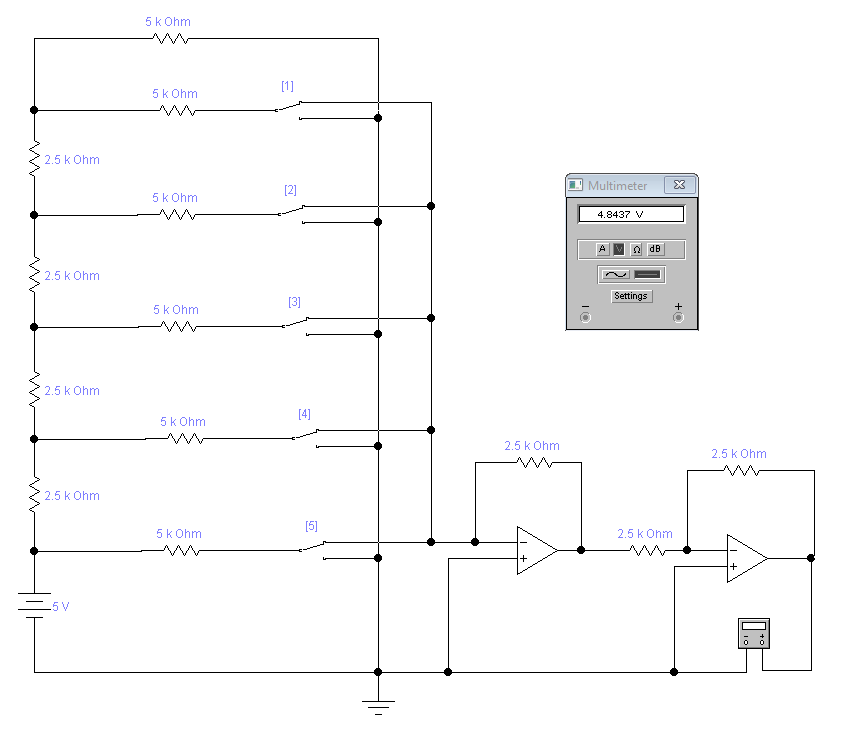 5 k Ohm
5 k Ohm
[1]
2.5 k Ohm
5 k Ohm
[2]
2.5 k Ohm
5 k Ohm
[3]
2.5 k Ohm
5 k Ohm
[4]
2.5 k Ohm
5 k Ohm
[5]
5 V
2.5 k Ohm
2.5 k Ohm
2.5 k Ohm
− +
− +
− +
Multimeter
4.8437 V
A V Ω dB
Settings
− +